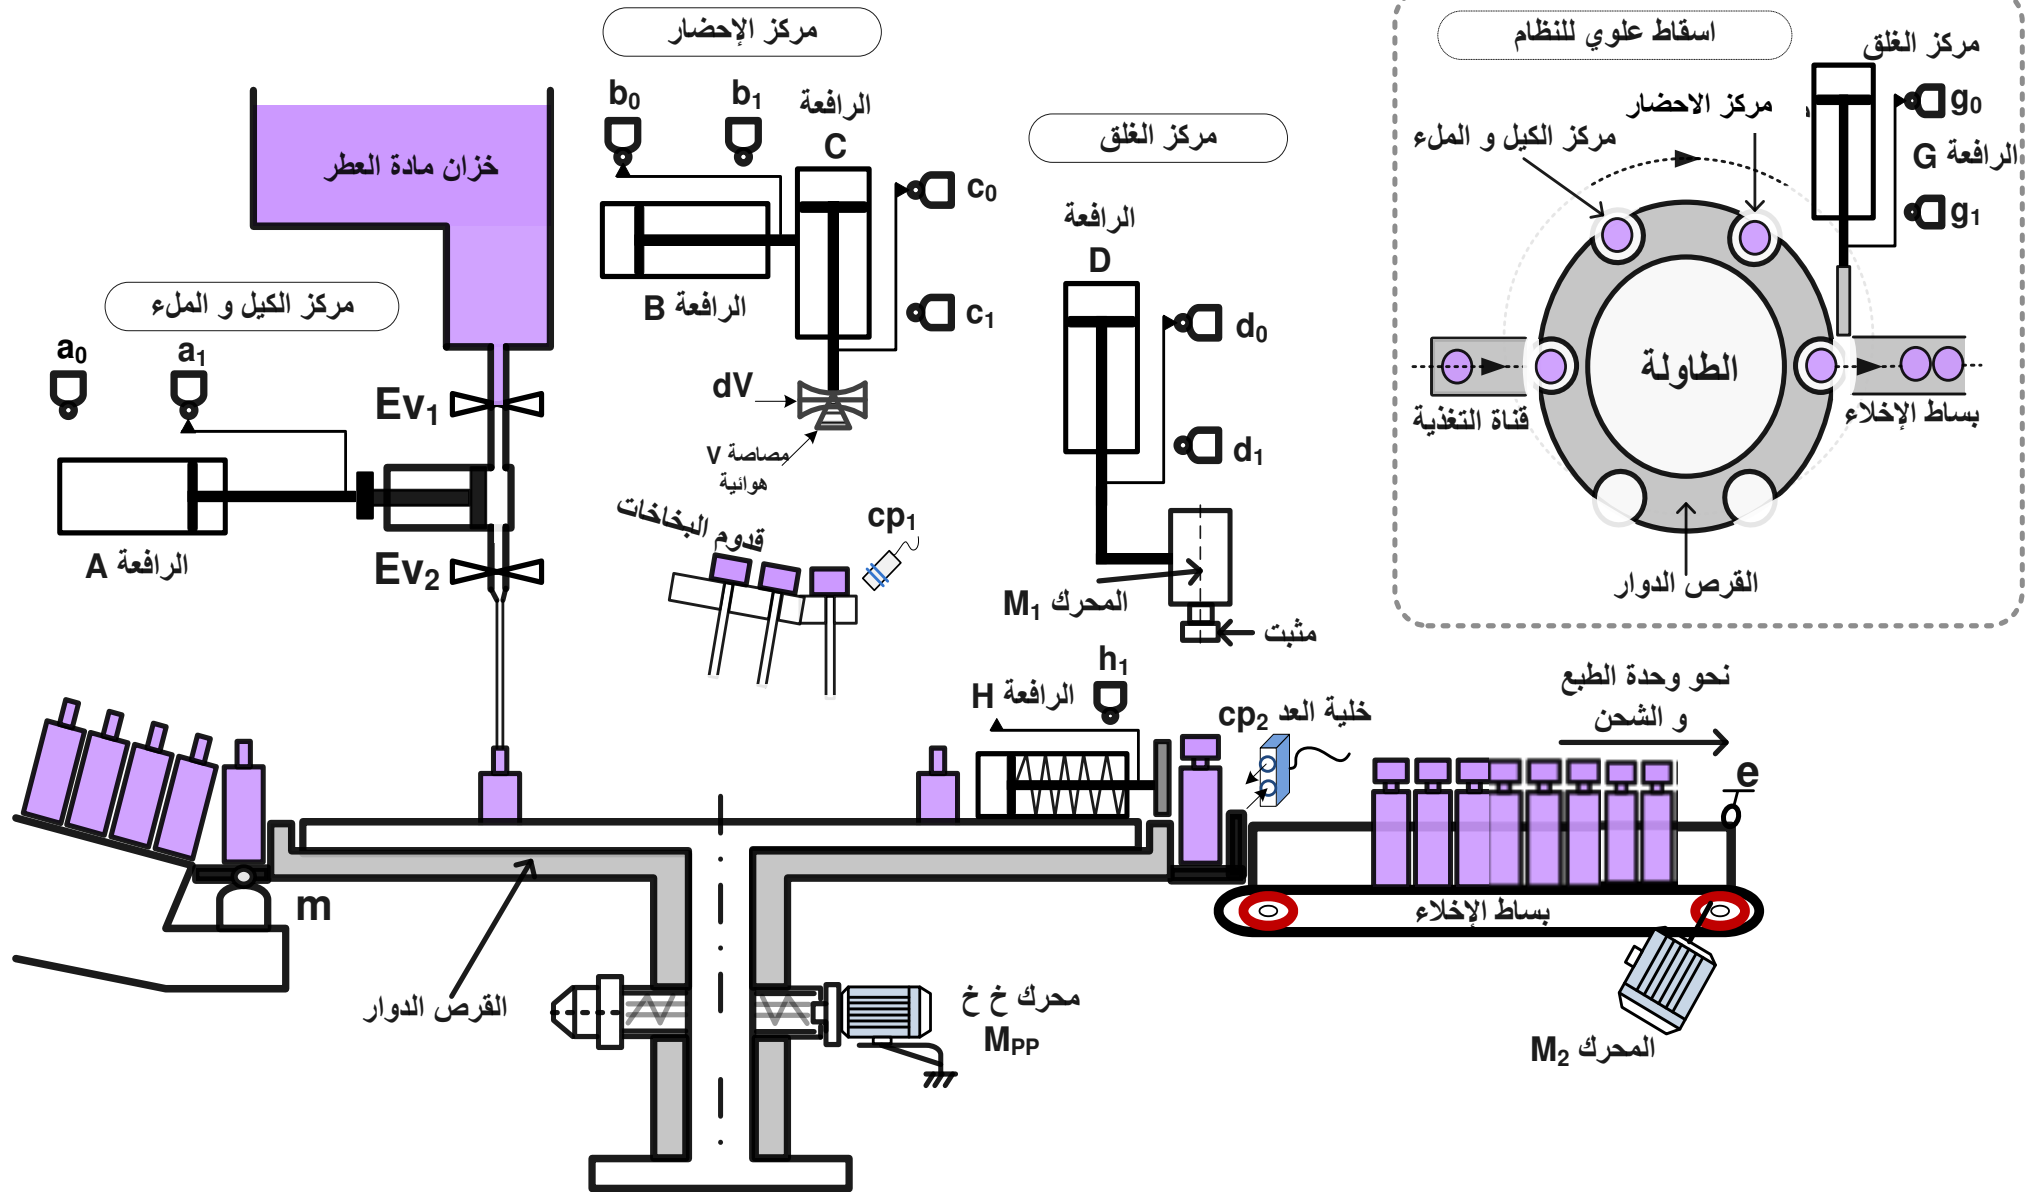 مركز الإحضار
اسقاط علوي للنظام
مركز الغلق
b₀
b₁
الرافعة
C
g₀
مركز الاحضار
مركز الكيل و الملء
الرافعة G
g₁
مركز الغلق
خزان مادة العطر
c₀
c₁
الرافعة B
الرافعة
D
مركز الكيل و الملء
a₀
a₁
Ev₁
dV
مصاصة V
هوائية
d₀
d₁
الطاولة
قناة التغذية
بساط الإخلاء
القرص الدوار
الرافعة A
Ev₂
قدوم البخاخات
cp₁
المحرك M₁
مثبت
h₁
الرافعة H
خلية العد cp₂
نحو وحدة الطبع
و الشحن
e
m
بساط الإخلاء
القرص الدوار
محرك خ خ
M_PP
المحرك M₂